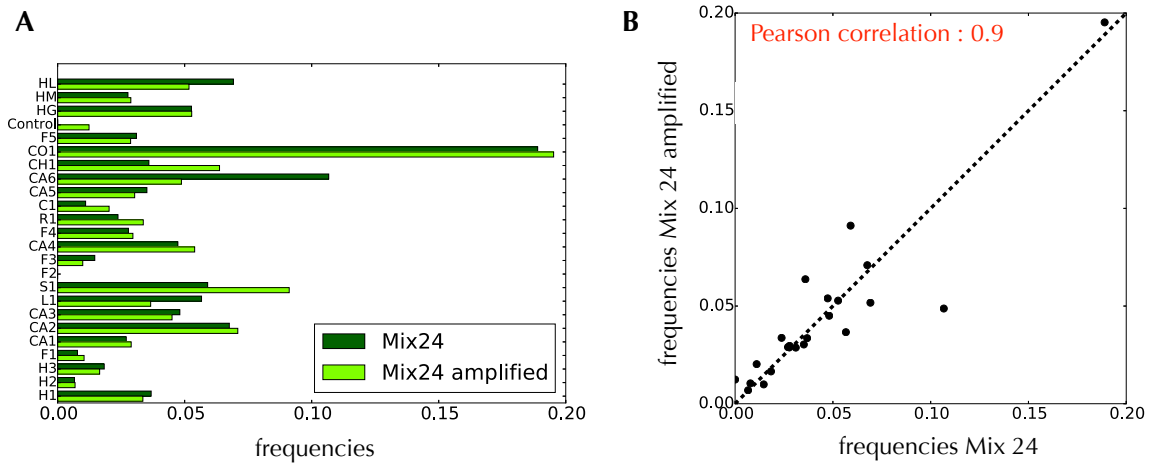 A
HL
HM
HG
Control
F5
CO1
CH1
CA6
CA5
C1
R1
F4
CA4
F3
F2
S1
L1
CA3
CA2
CA1
F1
H3
H2
H1
0.00 0.05 0.10 0.15 0.20
frequencies
Mix24
Mix24 amplified
B
Pearson correlation : 0.9
0.20
0.15
0.10
0.05
0.00
frequencies Mix 24 amplified
0.00 0.05 0.10 0.15 0.20
frequencies Mix 24